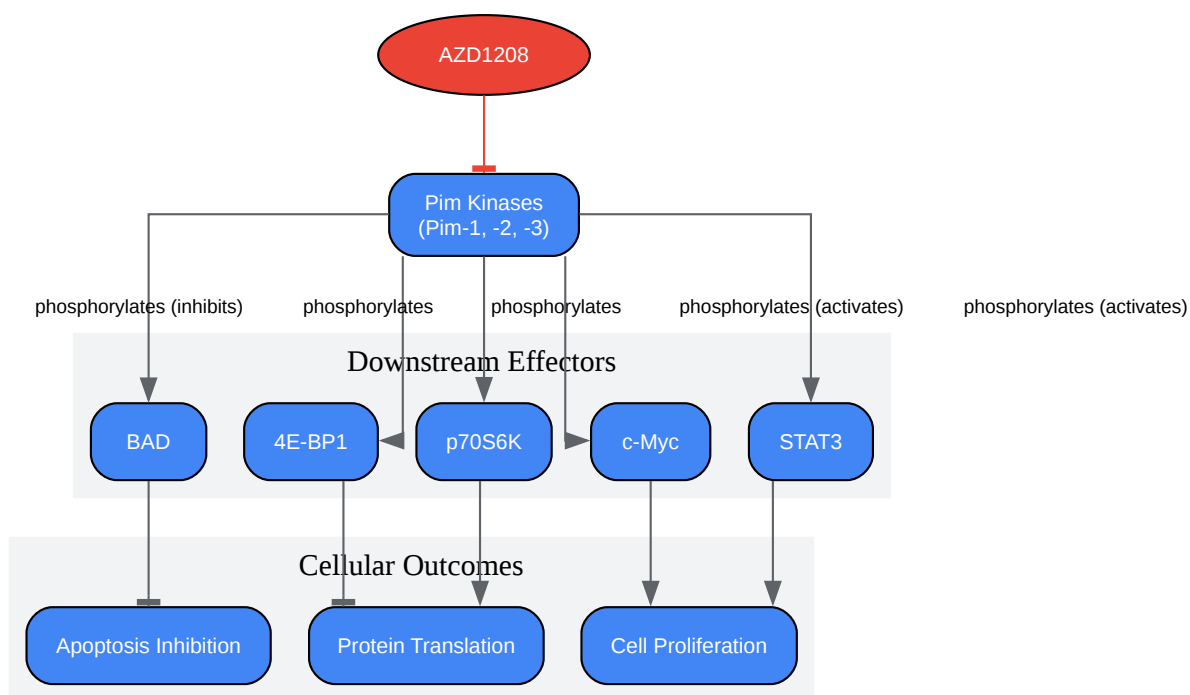 AZD1208
Pim Kinases
(Pim-1, -2, -3)
phosphorylates (inhibits)
phosphorylates
phosphorylates
phosphorylates (activates)
phosphorylates (activates)
Downstream Effectors
BAD
4E-BP1
p70S6K
c-Myc
STAT3
Cellular Outcomes
Apoptosis Inhibition
Protein Translation
Cell Proliferation